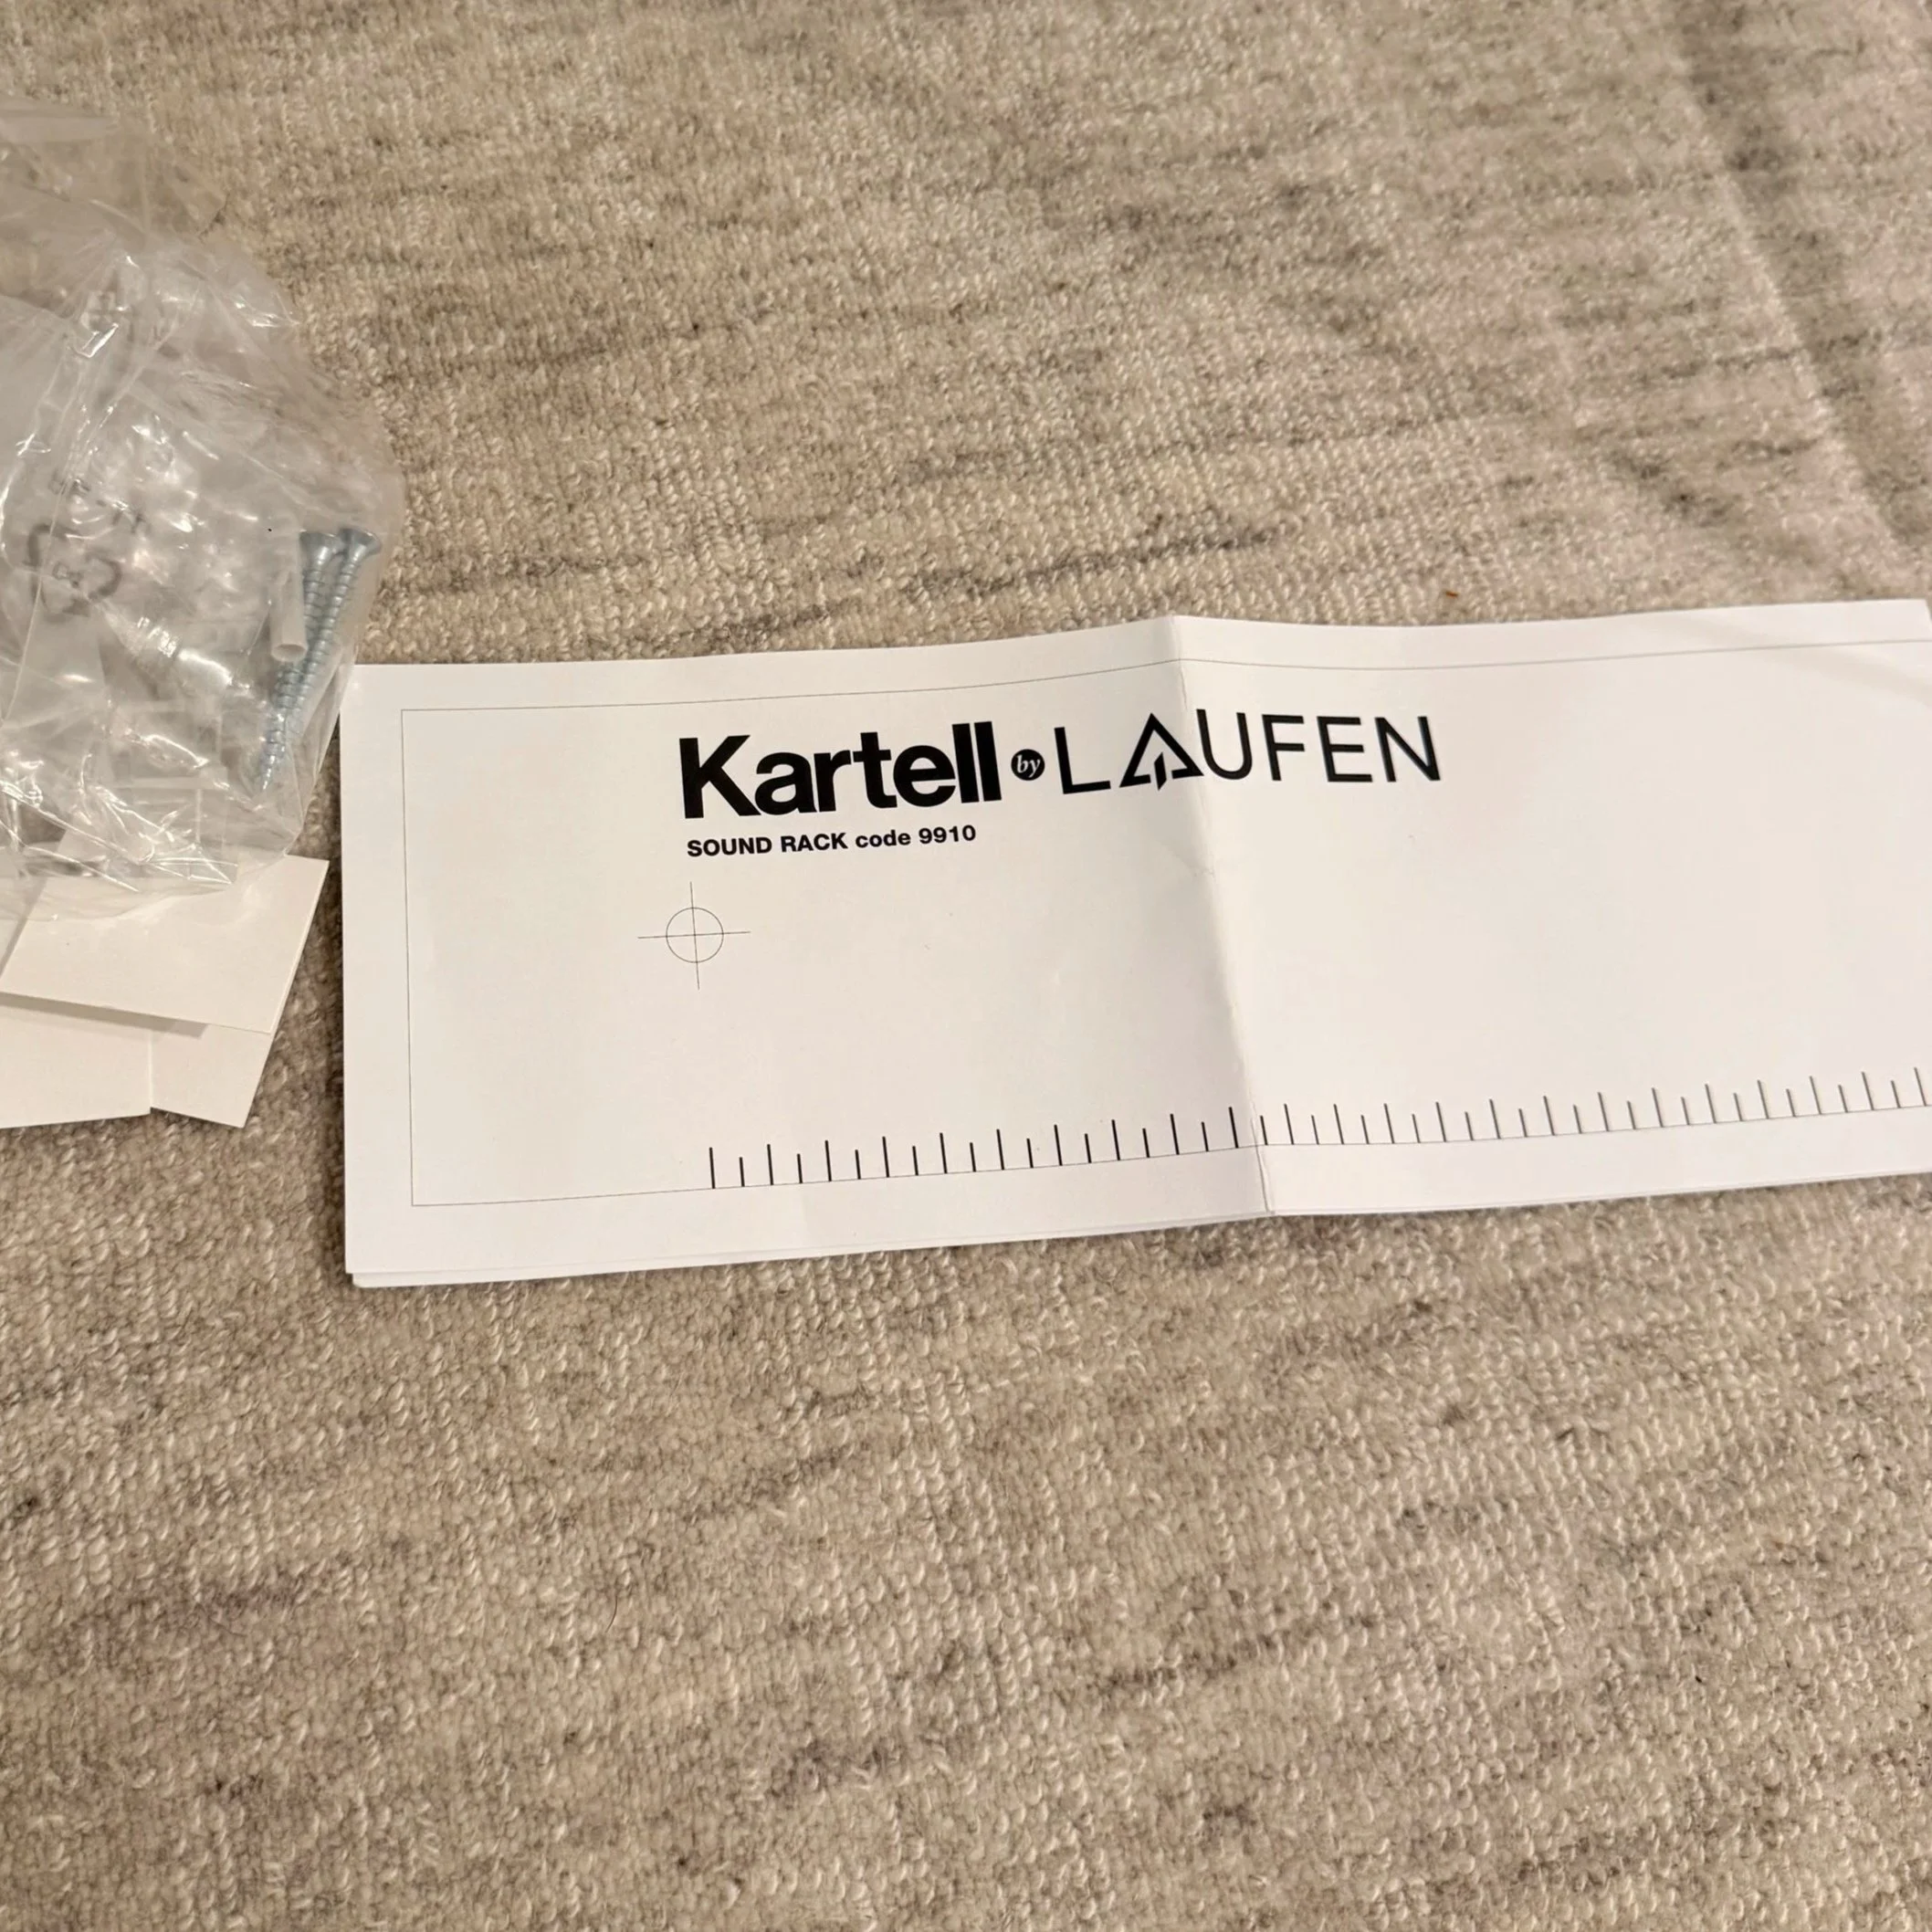 Kartell by LAUFEN
SOUND RACK code 9910